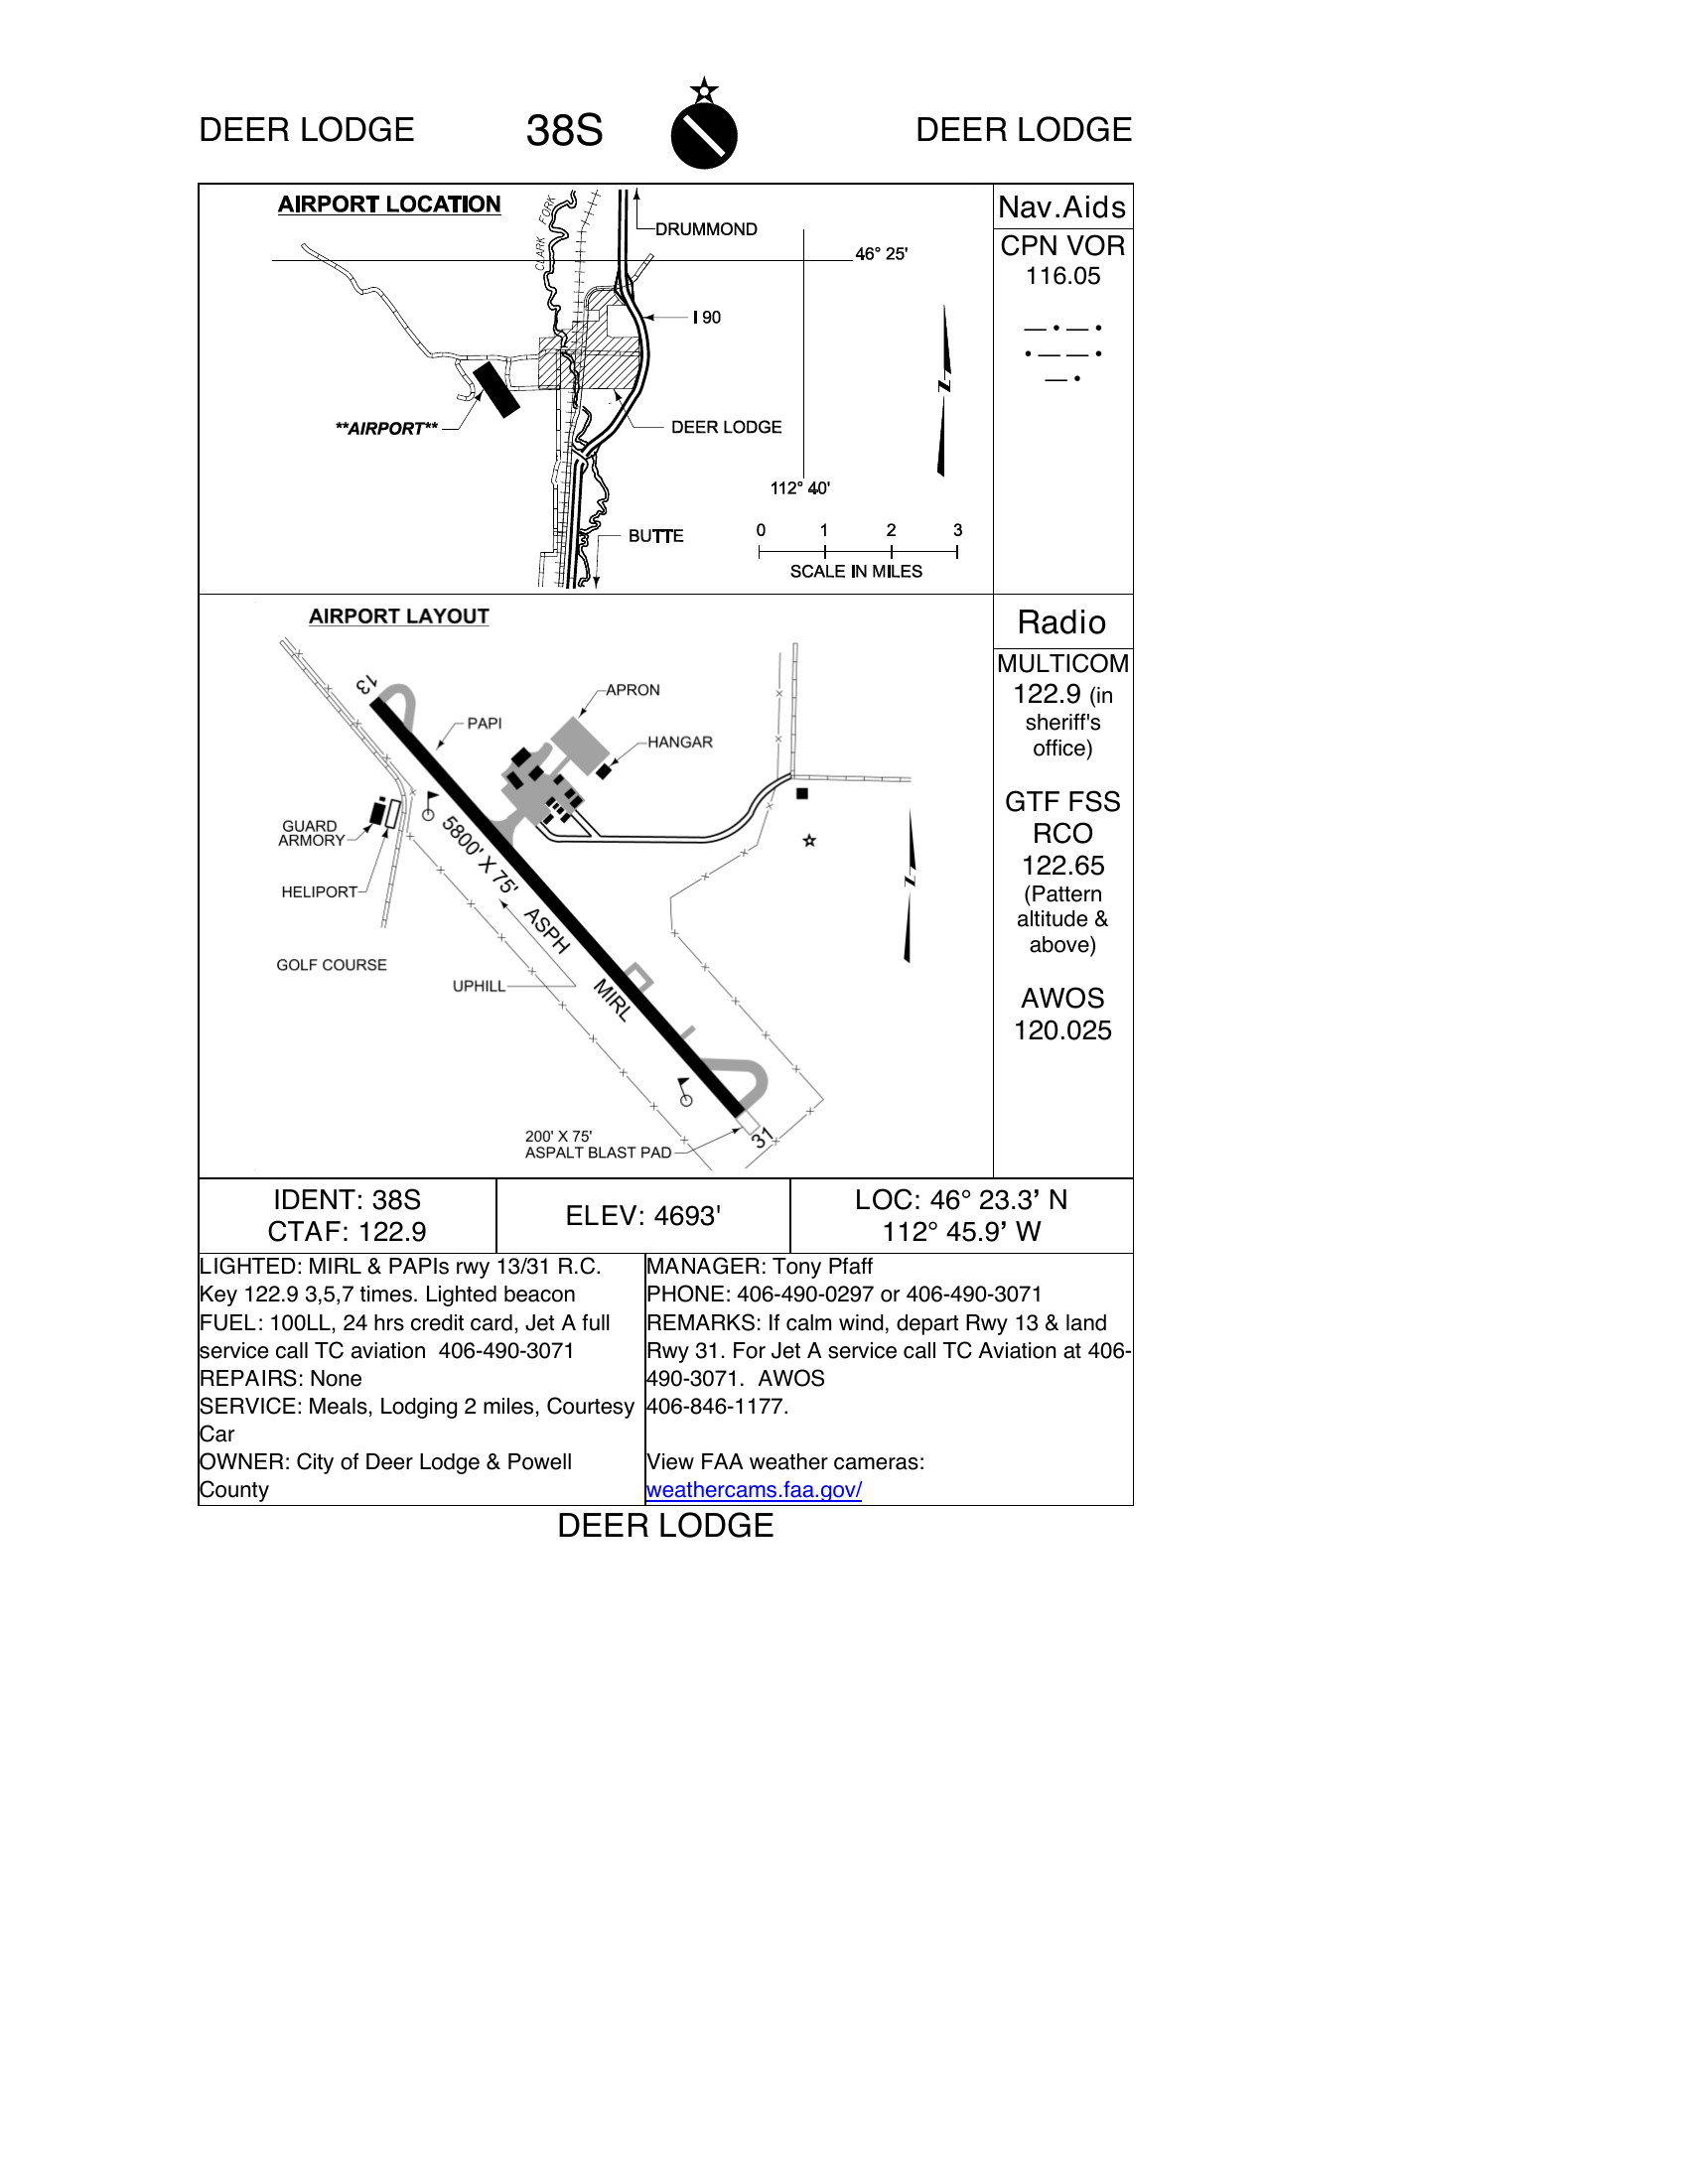 DEER LODGE 38S DEER LODGE
AIRPORT LOCATION
CLARK FORK
DRUMMOND
46° 25'
I 90
**AIRPORT**
DEER LODGE
112° 40'
BUTTE
0 1 2 3
SCALE IN MILES
N
Nav.Aids
CPN VOR
116.05
— • — •
• — — •
— •
AIRPORT LAYOUT
13
APRON
PAPI
HANGAR
GUARD
ARMORY
HELIPORT
5800' X 75' ASPH MIRL
GOLF COURSE
UPHILL
N
200' X 75'
ASPALT BLAST PAD
31
Radio
MULTICOM
122.9 (in
sheriff's
office)
GTF FSS
RCO
122.65
(Pattern
altitude &
above)
AWOS
120.025
IDENT: 38S
CTAF: 122.9
ELEV: 4693'
LOC: 46° 23.3’ N
112° 45.9’ W
LIGHTED: MIRL & PAPIs rwy 13/31 R.C.
Key 122.9 3,5,7 times. Lighted beacon
FUEL: 100LL, 24 hrs credit card, Jet A full
service call TC aviation  406-490-3071
REPAIRS: None
SERVICE: Meals, Lodging 2 miles, Courtesy
Car
OWNER: City of Deer Lodge & Powell
County
MANAGER: Tony Pfaff
PHONE: 406-490-0297 or 406-490-3071
REMARKS: If calm wind, depart Rwy 13 & land
Rwy 31. For Jet A service call TC Aviation at 406-
490-3071.  AWOS
406-846-1177.
View FAA weather cameras:
weathercams.faa.gov/
DEER LODGE